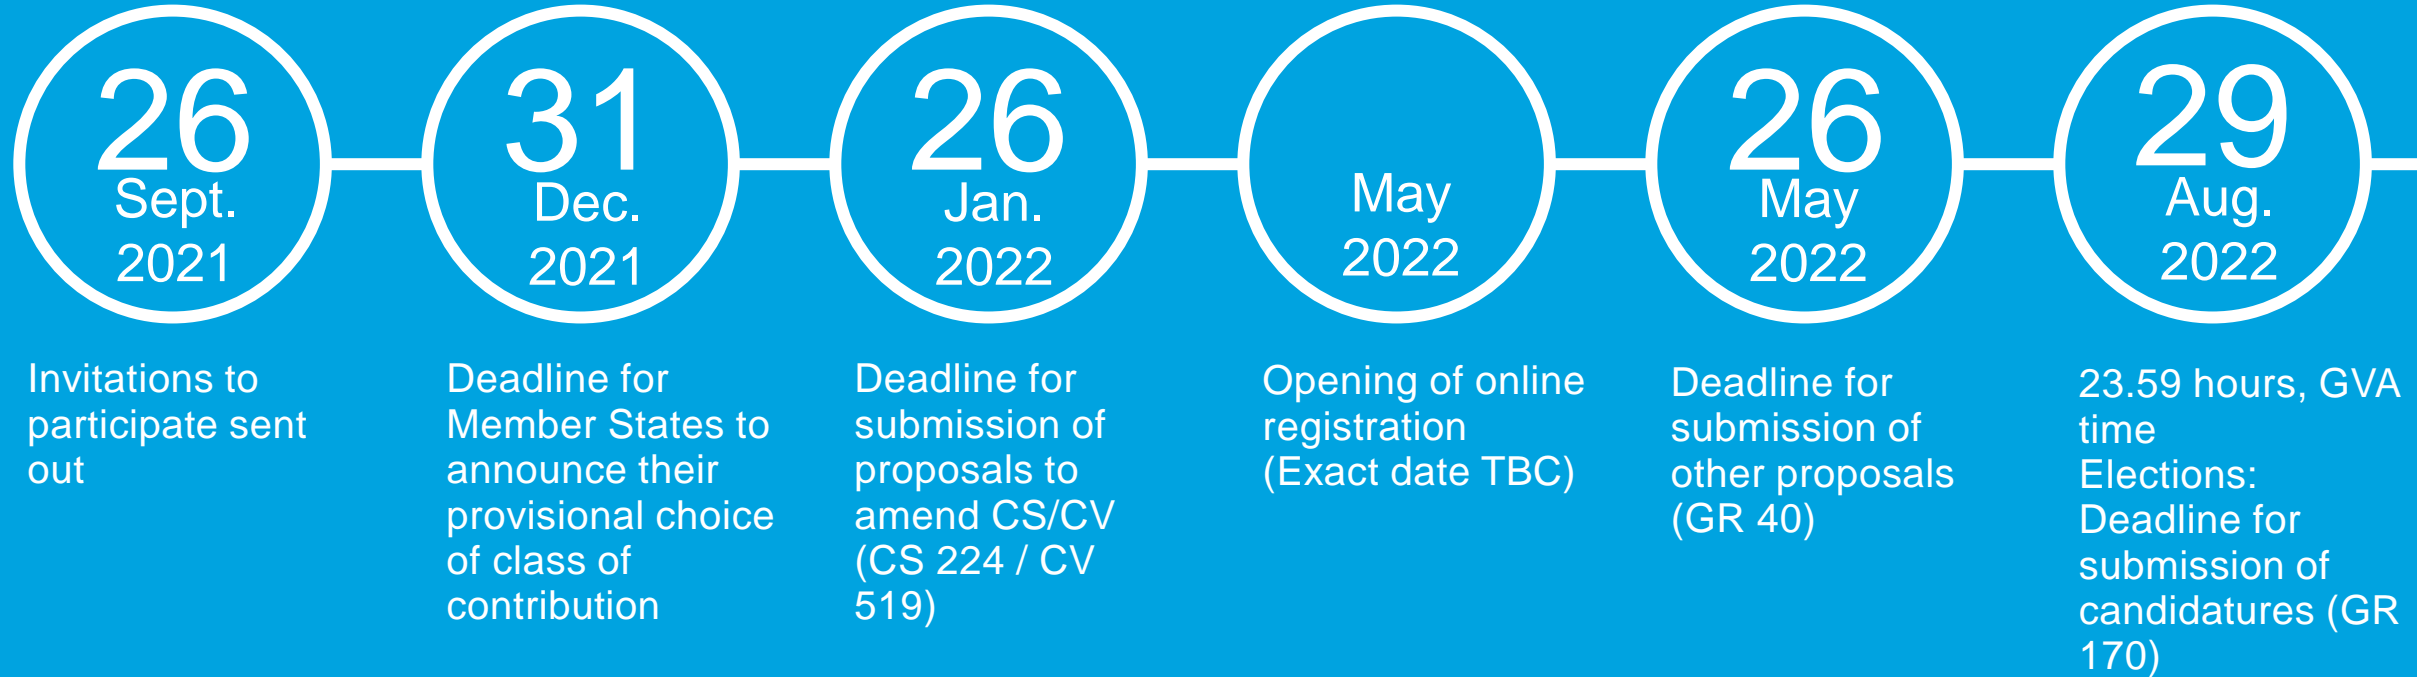 26
Sept.
2021
Invitations to
participate sent
out
31
Dec.
2021
Deadline for
Member States to
announce their
provisional choice
of class of
contribution
26
Jan.
2022
Deadline for
submission of
proposals to
amend CS/CV
(CS 224 / CV
519)
May
2022
Opening of online
registration
(Exact date TBC)
26
May
2022
Deadline for
submission of
other proposals
(GR 40)
29
Aug.
2022
23.59 hours, GVA
time
Elections:
Deadline for
submission of
candidatures (GR
170)